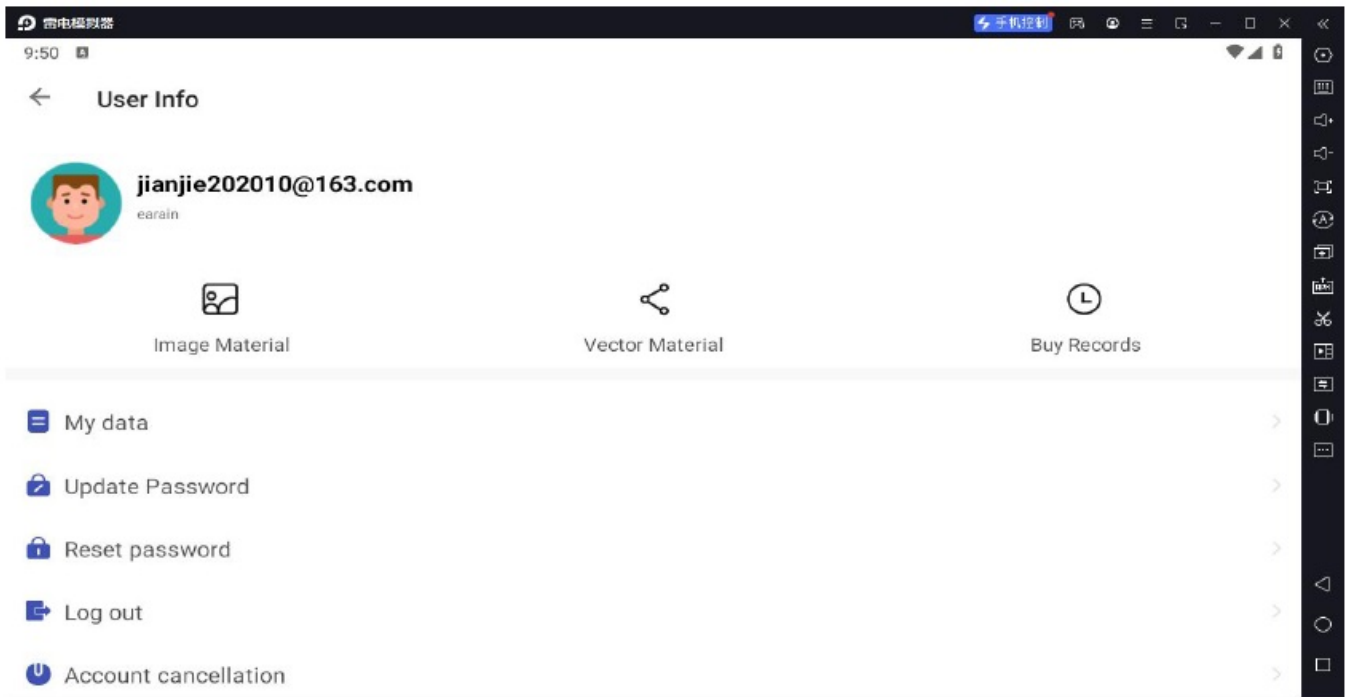 雷电模拟器
手机控制
9:50
User Info
jianjie202010@163.com
earain
Image Material
Vector Material
Buy Records
My data
Update Password
Reset password
Log out
Account cancellation